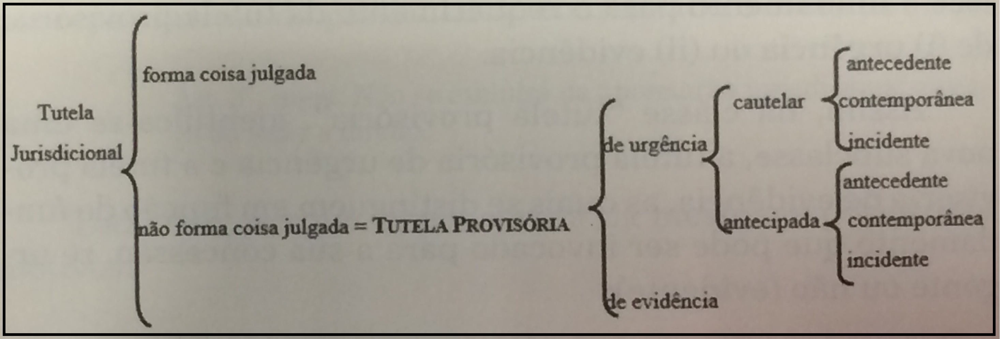 Tutela
Jurisdicional
forma coisa julgada
não forma coisa julgada = TUTELA PROVISÓRIA
de urgência
cautelar
antecedente
contemporânea
incidente
antecipada
antecedente
contemporânea
incidente
de evidência